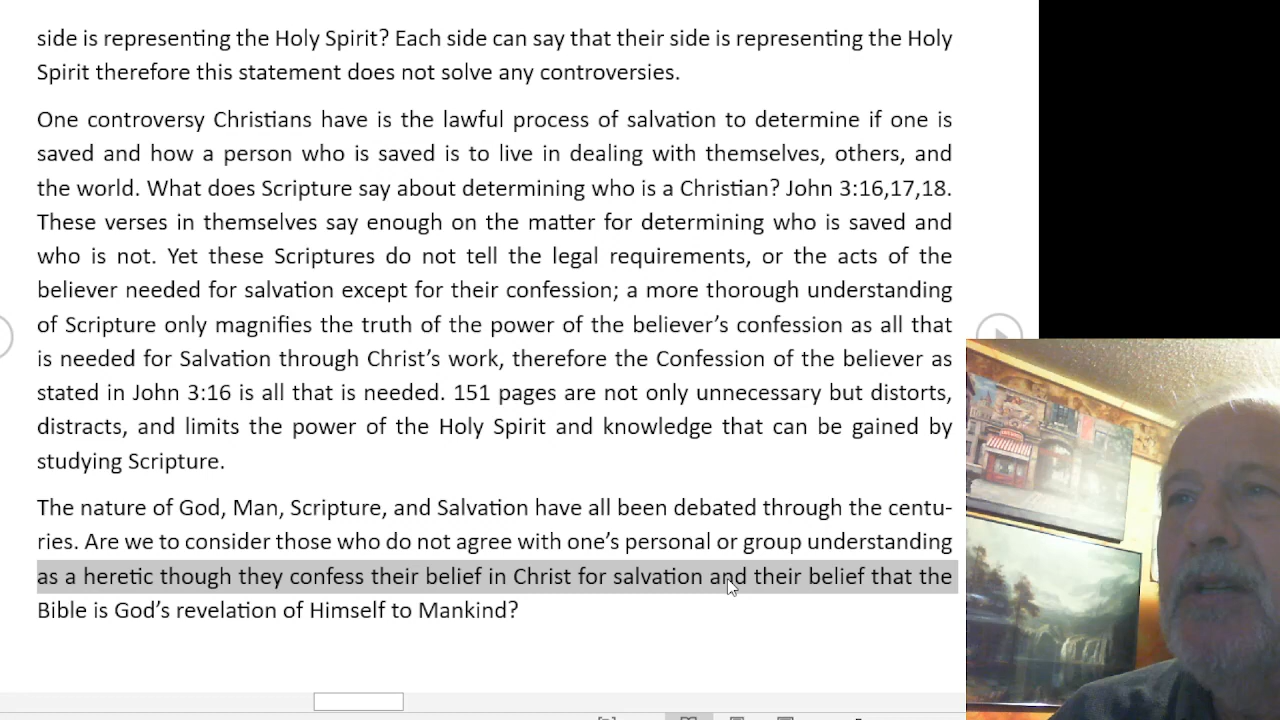 side is representing the Holy Spirit? Each side can say that their side is representing the Holy
Spirit therefore this statement does not solve any controversies.
One controversy Christians have is the lawful process of salvation to determine if one is
saved and how a person who is saved is to live in dealing with themselves, others, and
the world. What does Scripture say about determining who is a Christian? John 3:16,17,18.
These verses in themselves say enough on the matter for determining who is saved and
who is not. Yet these Scriptures do not tell the legal requirements, or the acts of the
believer needed for salvation except for their confession; a more thorough understanding
of Scripture only magnifies the truth of the power of the believer’s confession as all that
is needed for Salvation through Christ’s work, therefore the Confession of the believer as
stated in John 3:16 is all that is needed. 151 pages are not only unnecessary but distorts,
distracts, and limits the power of the Holy Spirit and knowledge that can be gained by
studying Scripture.
The nature of God, Man, Scripture, and Salvation have all been debated through the centu-
ries. Are we to consider those who do not agree with one’s personal or group understanding
as a heretic though they confess their belief in Christ for salvation and their belief that the
Bible is God’s revelation of Himself to Mankind?